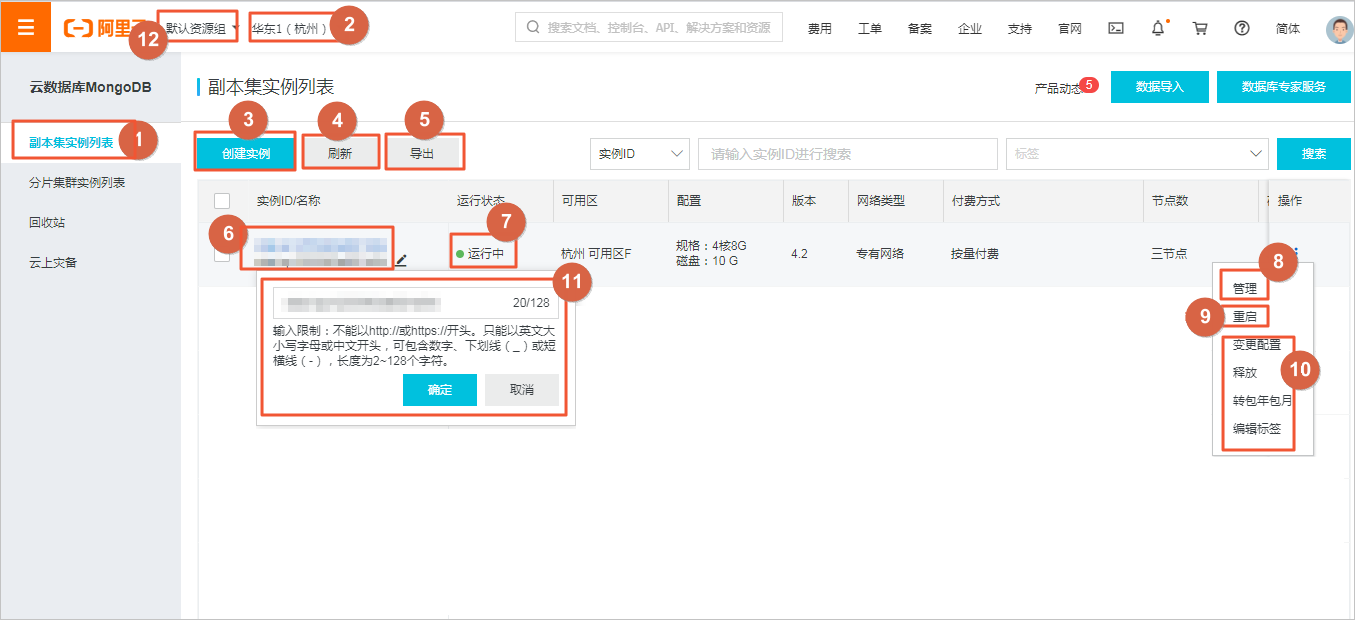 阿里云
默认资源组
华东1（杭州）
搜索文档、控制台、API、解决方案和资源
费用
工单
备案
企业
支持
官网
简体
12
2
云数据库MongoDB
副本集实例列表
产品动态
5
数据导入
数据库专家服务
副本集实例列表
1
分片集群实例列表
回收站
云上灾备
3
4
5
创建实例
刷新
导出
实例ID
请输入实例ID进行搜索
标签
搜索
实例ID/名称
运行状态
可用区
配置
版本
网络类型
付费方式
节点数
操作
6
7
运行中
杭州 可用区F
规格：4核8G
磁盘：10 G
4.2
专有网络
按量付费
三节点
8
11
20/128
输入限制：不能以http://或https://开头。只能以英文大
小写字母或中文开头，可包含数字、下划线（_）或短
横线（-），长度为2~128个字符。
确定
取消
管理
9
重启
变更配置
10
释放
转包年包月
编辑标签